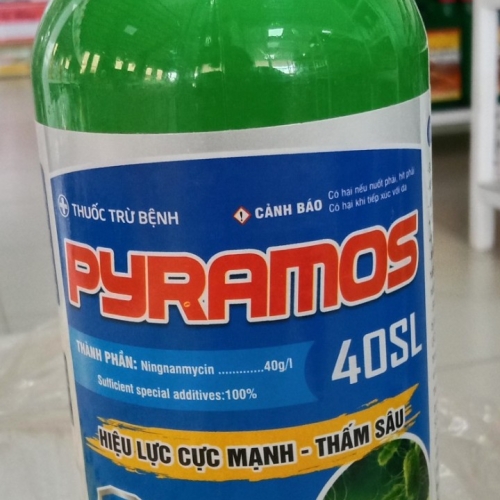 THUỐC TRỪ BỆNH
CẢNH BÁO
Có hại nếu nuốt phải, hít phải
Có hại khi tiếp xúc với da
PYRAMOS
40SL
THÀNH PHẦN: Ningnanmycin .............40g/l
Sufficient special additives:100%
HIỆU LỰC CỰC MẠNH - THẤM SÂU